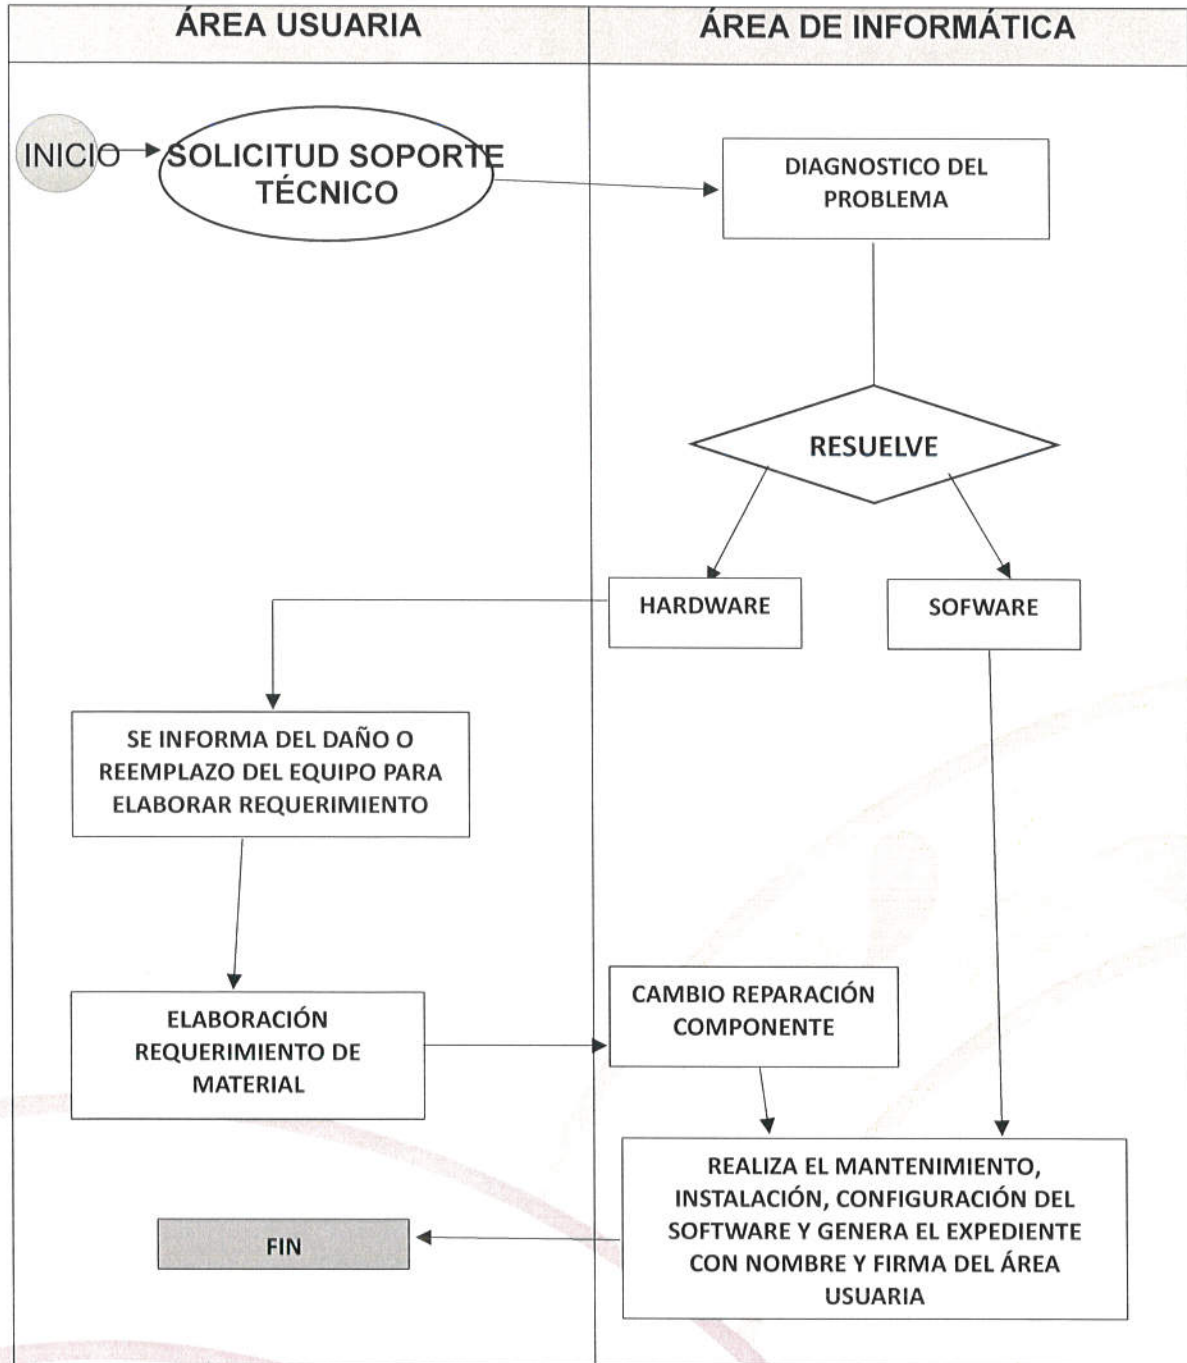 ÁREA USUARIA
ÁREA DE INFORMÁTICA
INICIO
SOLICITUD SOPORTE
TÉCNICO
DIAGNOSTICO DEL
PROBLEMA
RESUELVE
HARDWARE
SOFWARE
SE INFORMA DEL DAÑO O
REEMPLAZO DEL EQUIPO PARA
ELABORAR REQUERIMIENTO
ELABORACIÓN
REQUERIMIENTO DE
MATERIAL
CAMBIO REPARACIÓN
COMPONENTE
REALIZA EL MANTENIMIENTO,
INSTALACIÓN, CONFIGURACIÓN DEL
SOFTWARE Y GENERA EL EXPEDIENTE
CON NOMBRE Y FIRMA DEL ÁREA
USUARIA
FIN